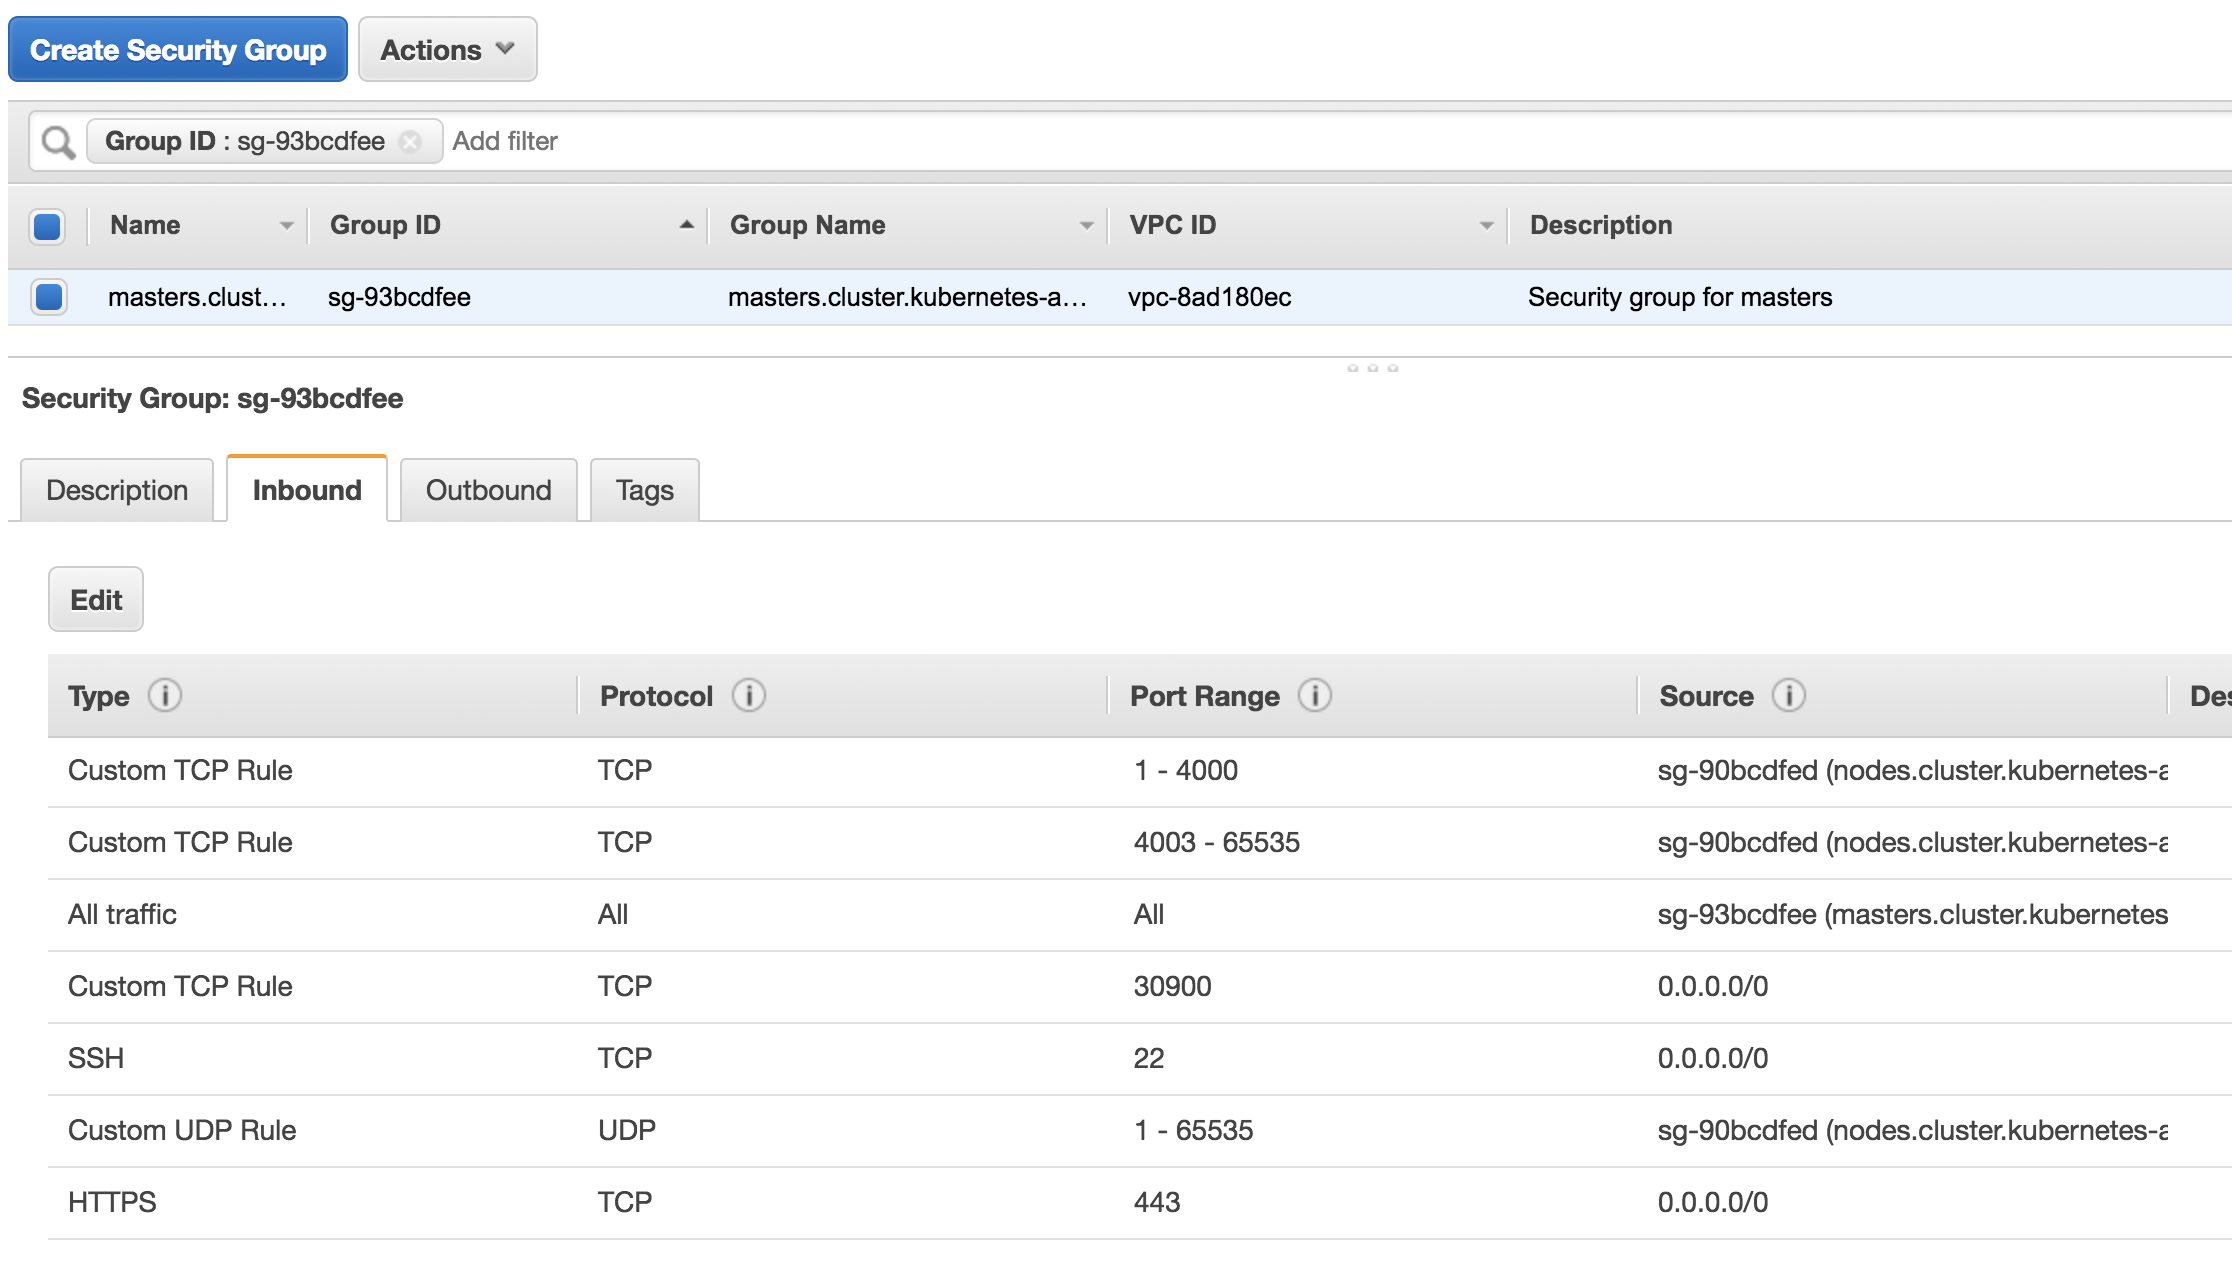 Create Security Group Actions
Group ID : sg-93bcdfee Add filter
Name Group ID Group Name VPC ID Description
masters.clust… sg-93bcdfee masters.cluster.kubernetes-a… vpc-8ad180ec Security group for masters
Security Group: sg-93bcdfee
Description Inbound Outbound Tags
Edit
Type Protocol Port Range Source Des
Custom TCP Rule TCP 1 - 4000 sg-90bcdfed (nodes.cluster.kubernetes-a
Custom TCP Rule TCP 4003 - 65535 sg-90bcdfed (nodes.cluster.kubernetes-a
All traffic All All sg-93bcdfee (masters.cluster.kubernetes
Custom TCP Rule TCP 30900 0.0.0.0/0
SSH TCP 22 0.0.0.0/0
Custom UDP Rule UDP 1 - 65535 sg-90bcdfed (nodes.cluster.kubernetes-a
HTTPS TCP 443 0.0.0.0/0